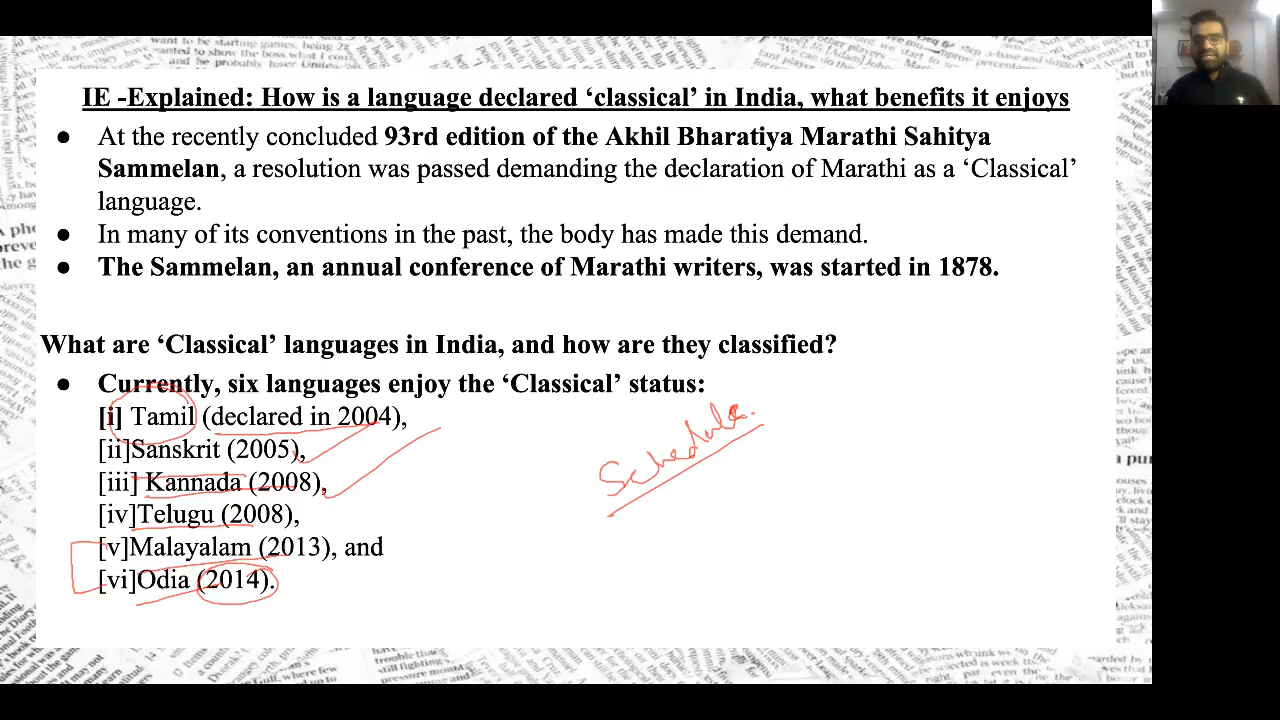 IE -Explained: How is a language declared ‘classical’ in India, what benefits it enjoys
● At the recently concluded 93rd edition of the Akhil Bharatiya Marathi Sahitya
Sammelan, a resolution was passed demanding the declaration of Marathi as a ‘Classical’
language.
● In many of its conventions in the past, the body has made this demand.
● The Sammelan, an annual conference of Marathi writers, was started in 1878.
What are ‘Classical’ languages in India, and how are they classified?
● Currently, six languages enjoy the ‘Classical’ status:
[i] Tamil (declared in 2004),
[ii]Sanskrit (2005),
[iii] Kannada (2008),
[iv]Telugu (2008),
[v]Malayalam (2013), and
[vi]Odia (2014).
Schedule.